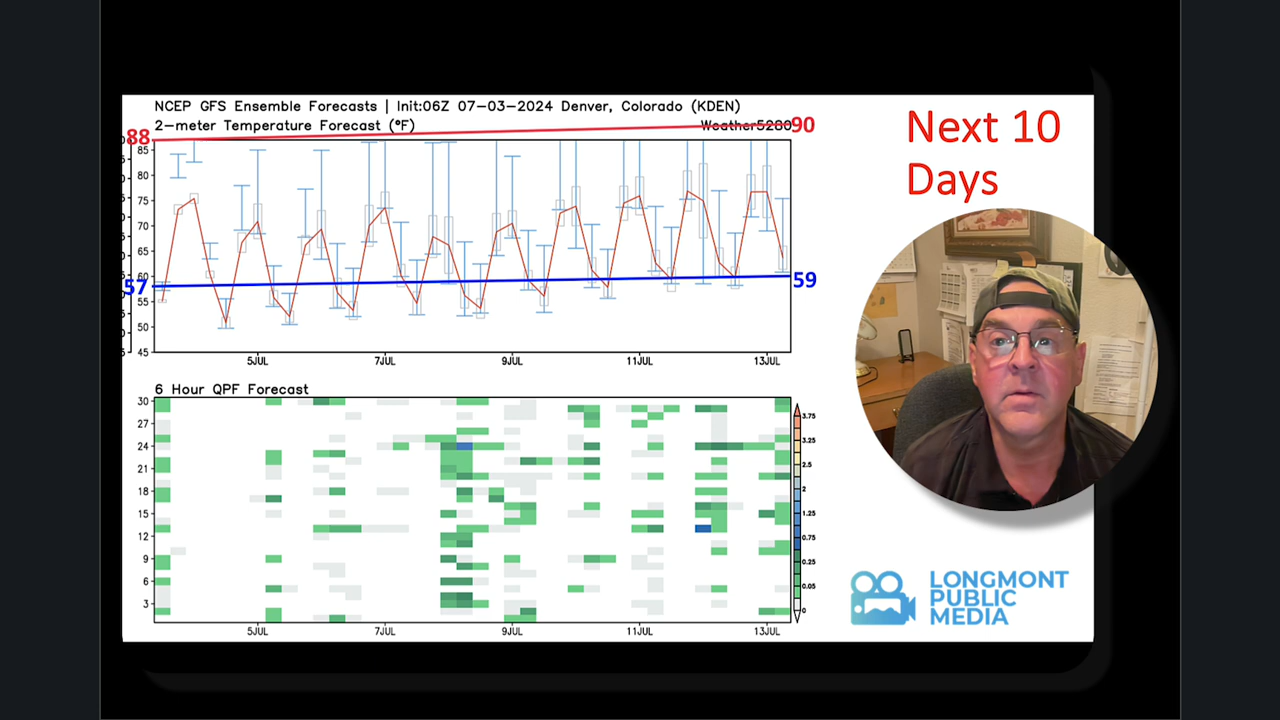 NCEP GFS Ensemble Forecasts | Init:06Z 07-03-2024 Denver, Colorado (KDEN)
2-meter Temperature Forecast (°F)
Weather5280
88
90
85
80
75
70
65
60
57
59
55
50
45
5JUL 7JUL 9JUL 11JUL 13JUL
6 Hour QPF Forecast
30
27
24
21
18
15
12
9
6
3
3.75
3.25
2.5
2
1.25
0.75
0.25
0.05
0
5JUL 7JUL 9JUL 11JUL 13JUL
Next 10
Days
LONGMONT
PUBLIC
MEDIA